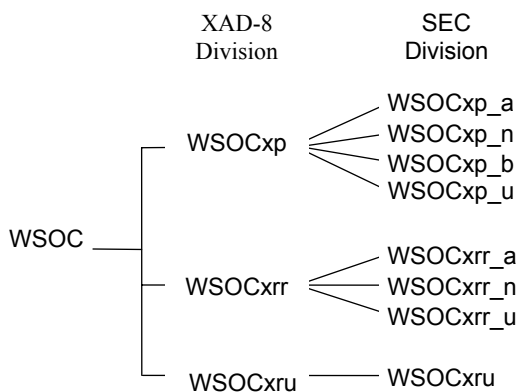 XAD-8
Division
SEC
Division
WSOC
WSOCxp
WSOCxp_a
WSOCxp_n
WSOCxp_b
WSOCxp_u
WSOCxrr
WSOCxrr_a
WSOCxrr_n
WSOCxrr_u
WSOCxru
WSOCxru